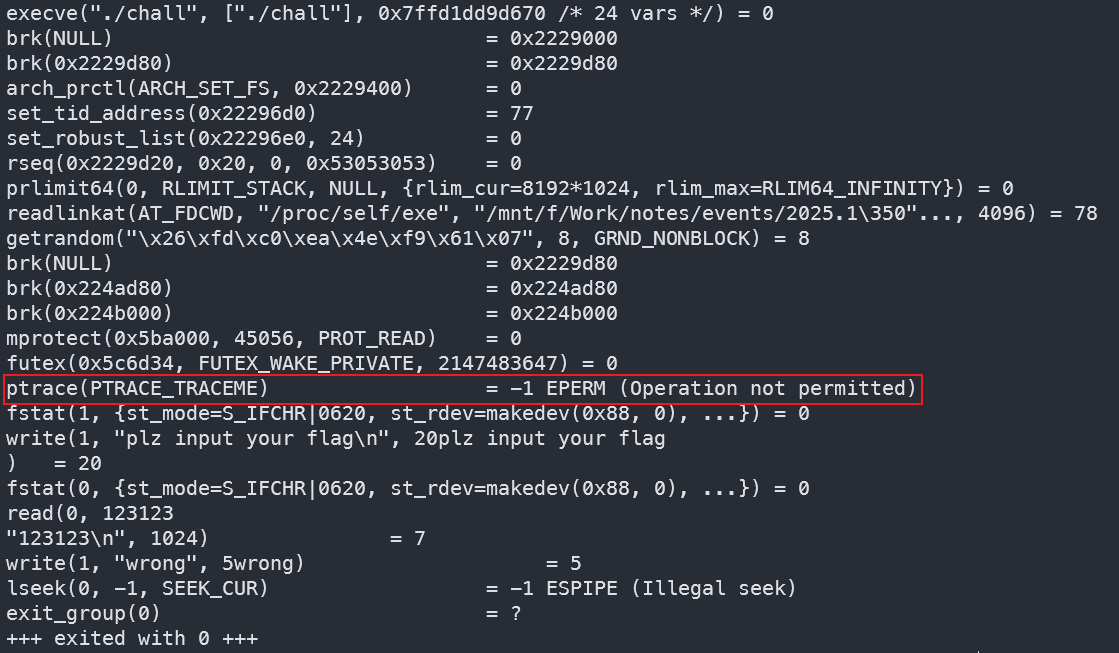 execve("./chall", ["./chall"], 0x7ffd1dd9d670 /* 24 vars */) = 0
brk(NULL)                               = 0x2229000
brk(0x2229d80)                          = 0x2229d80
arch_prctl(ARCH_SET_FS, 0x2229400)      = 0
set_tid_address(0x22296d0)              = 77
set_robust_list(0x22296e0, 24)          = 0
rseq(0x2229d20, 0x20, 0, 0x53053053)    = 0
prlimit64(0, RLIMIT_STACK, NULL, {rlim_cur=8192*1024, rlim_max=RLIM64_INFINITY}) = 0
readlinkat(AT_FDCWD, "/proc/self/exe", "/mnt/f/Work/notes/events/2025.1\350"..., 4096) = 78
getrandom("\x26\xfd\xc0\xea\x4e\xf9\x61\x07", 8, GRND_NONBLOCK) = 8
brk(NULL)                               = 0x2229d80
brk(0x224ad80)                          = 0x224ad80
brk(0x224b000)                          = 0x224b000
mprotect(0x5ba000, 45056, PROT_READ)    = 0
futex(0x5c6d34, FUTEX_WAKE_PRIVATE, 2147483647) = 0
ptrace(PTRACE_TRACEME)                  = -1 EPERM (Operation not permitted)
fstat(1, {st_mode=S_IFCHR|0620, st_rdev=makedev(0x88, 0), ...}) = 0
write(1, "plz input your flag\n", 20plz input your flag
)   = 20
fstat(0, {st_mode=S_IFCHR|0620, st_rdev=makedev(0x88, 0), ...}) = 0
read(0, 123123
"123123\n", 1024)               = 7
write(1, "wrong", 5wrong)                    = 5
lseek(0, -1, SEEK_CUR)                  = -1 ESPIPE (Illegal seek)
exit_group(0)                           = ?
+++ exited with 0 +++